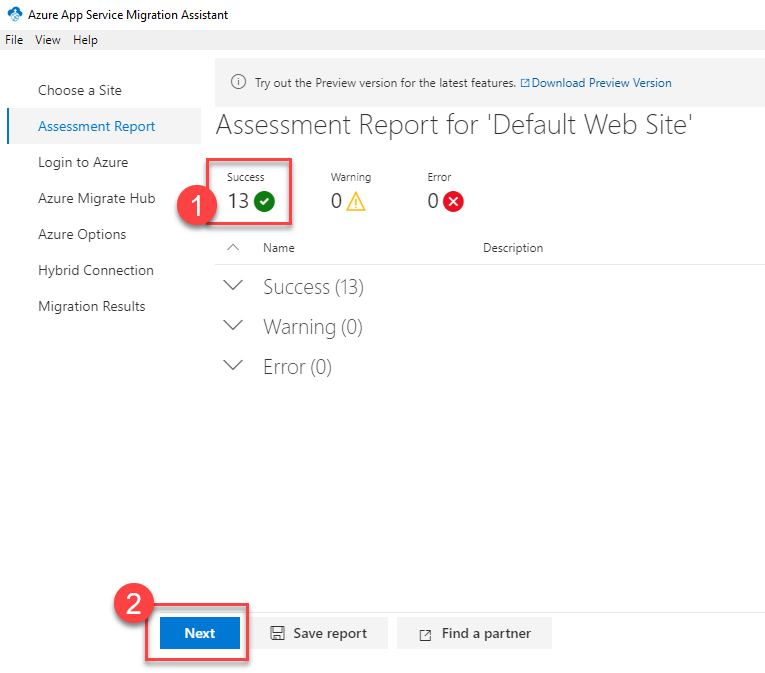 Azure App Service Migration Assistant
File View Help
Try out the Preview version for the latest features. Download Preview Version
Choose a Site
Assessment Report
Login to Azure
Azure Migrate Hub
Azure Options
Hybrid Connection
Migration Results
Assessment Report for 'Default Web Site'
Success Warning Error
1 13 0 0
Name Description
Success (13)
Warning (0)
Error (0)
2
Next Save report Find a partner